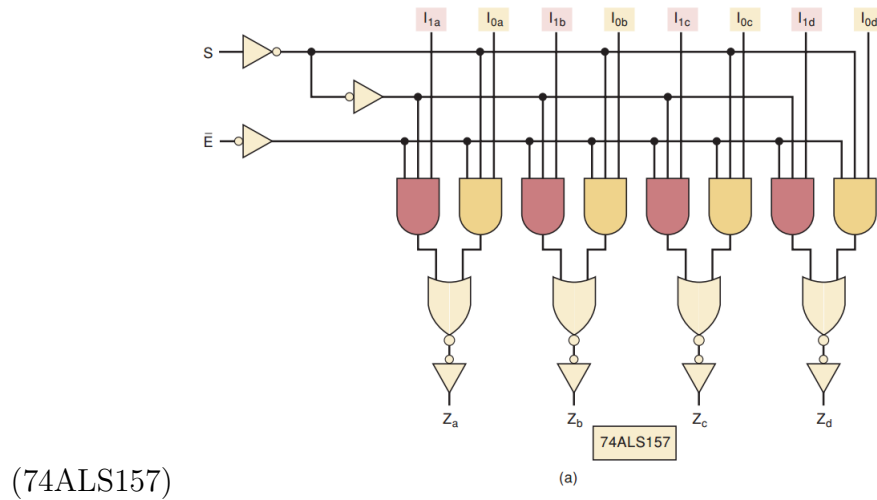 I1a I0a I1b I0b I1c I0c I1d I0d
S
Ē
Za Zb Zc Zd
74ALS157
(a)
(74ALS157)